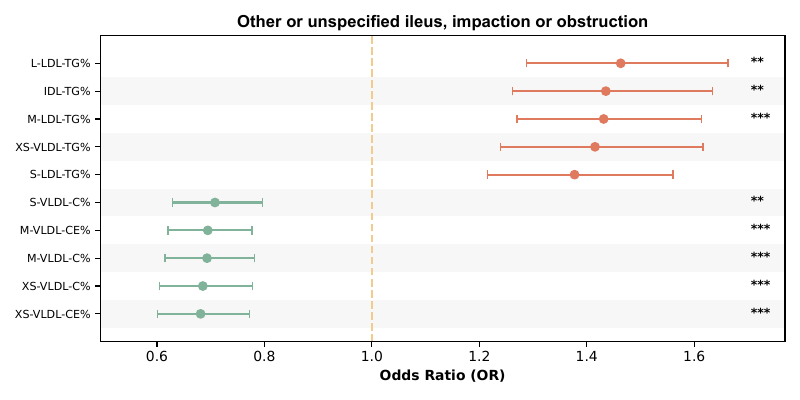 Other or unspecified ileus, impaction or obstruction
L-LDL-TG% **
IDL-TG% **
M-LDL-TG% ***
XS-VLDL-TG%
S-LDL-TG%
S-VLDL-C% **
M-VLDL-CE% ***
M-VLDL-C% ***
XS-VLDL-C% ***
XS-VLDL-CE% ***
0.6 0.8 1.0 1.2 1.4 1.6
Odds Ratio (OR)